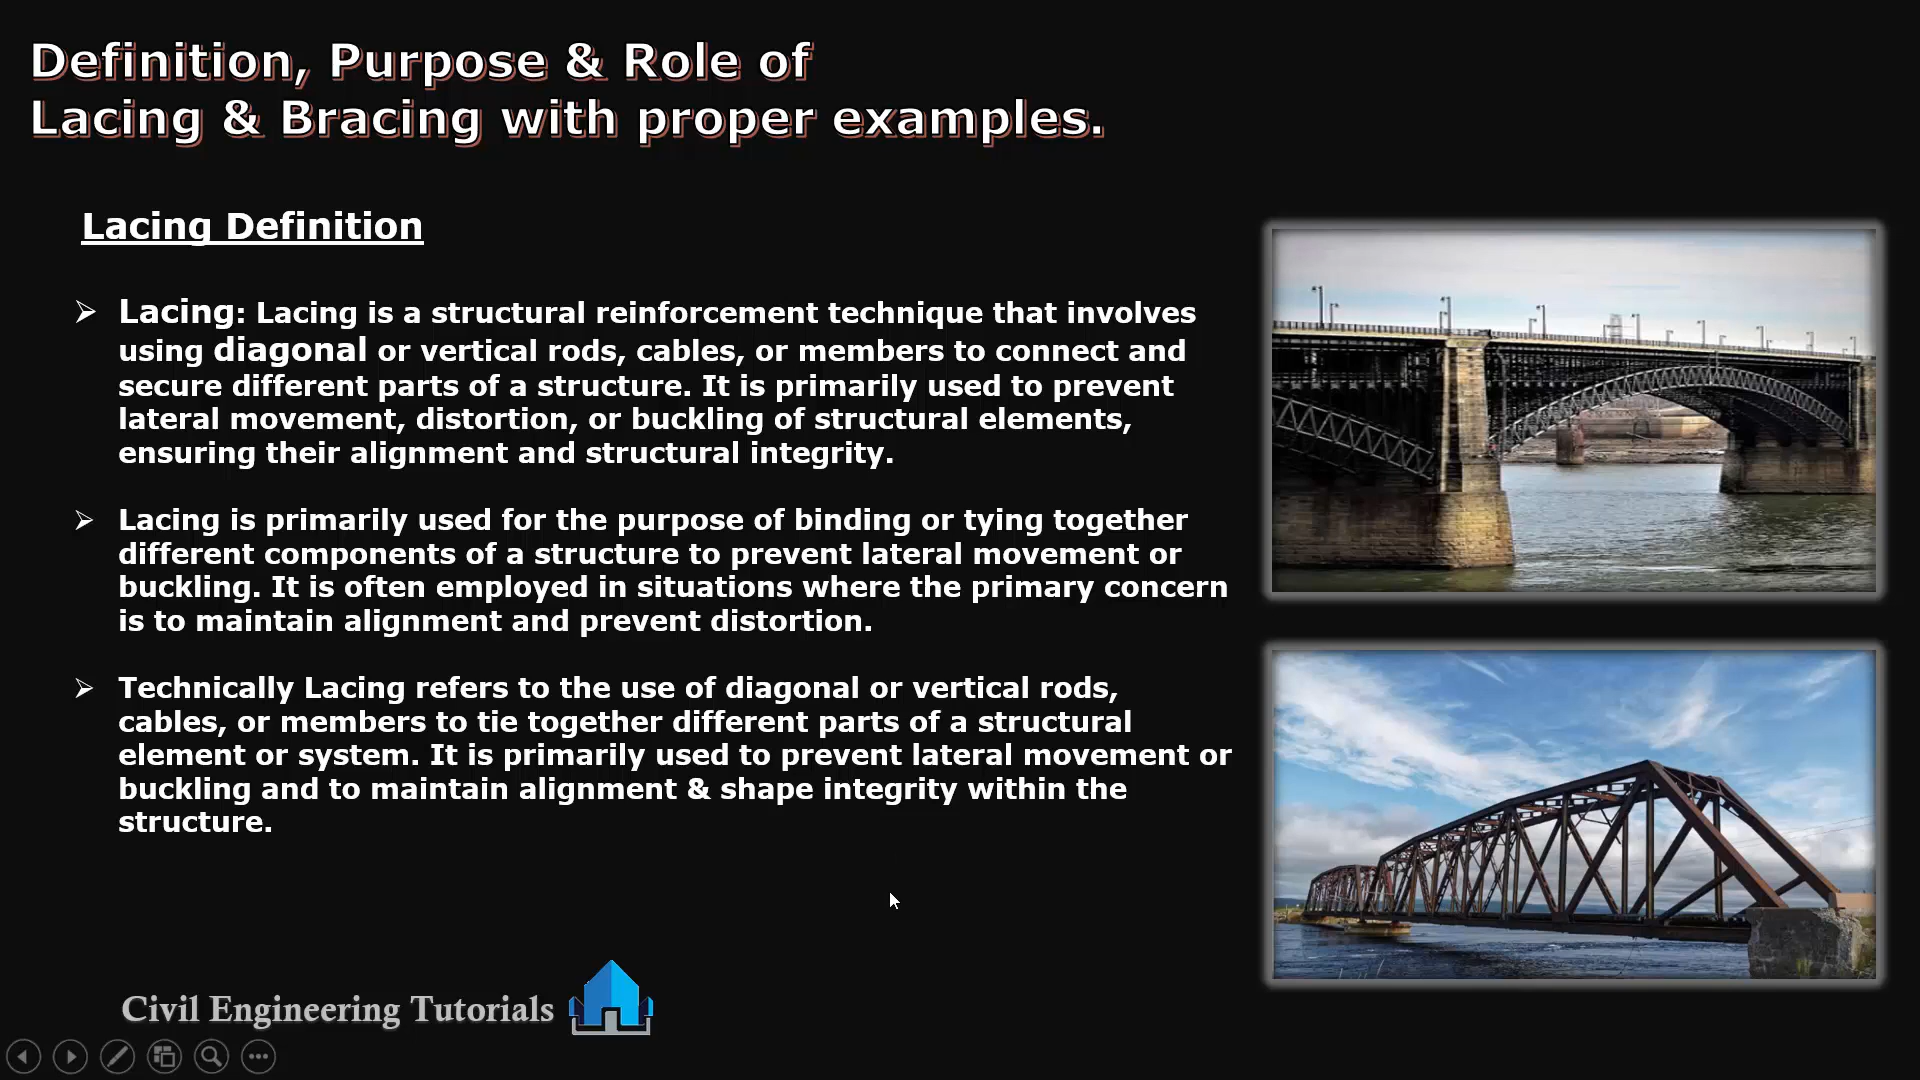 Definition, Purpose & Role of
Lacing & Bracing with proper examples.
Lacing Definition
Lacing: Lacing is a structural reinforcement technique that involves
using diagonal or vertical rods, cables, or members to connect and
secure different parts of a structure. It is primarily used to prevent
lateral movement, distortion, or buckling of structural elements,
ensuring their alignment and structural integrity.
Lacing is primarily used for the purpose of binding or tying together
different components of a structure to prevent lateral movement or
buckling. It is often employed in situations where the primary concern
is to maintain alignment and prevent distortion.
Technically Lacing refers to the use of diagonal or vertical rods,
cables, or members to tie together different parts of a structural
element or system. It is primarily used to prevent lateral movement or
buckling and to maintain alignment & shape integrity within the
structure.
Civil Engineering Tutorials